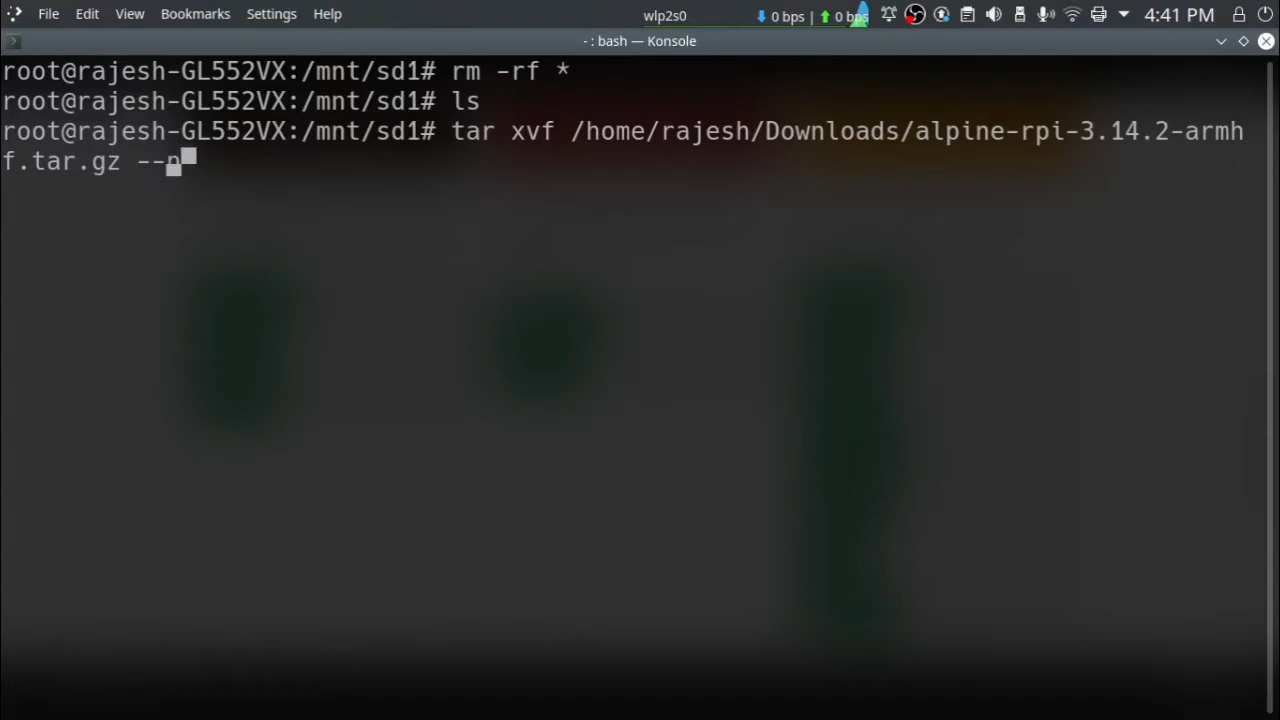 File Edit View Bookmarks Settings Help wlp2s0 0 bps | 0 bps 4:41 PM
- : bash — Konsole
root@rajesh-GL552VX:/mnt/sd1# rm -rf *
root@rajesh-GL552VX:/mnt/sd1# ls
root@rajesh-GL552VX:/mnt/sd1# tar xvf /home/rajesh/Downloads/alpine-rpi-3.14.2-armh
f.tar.gz --n